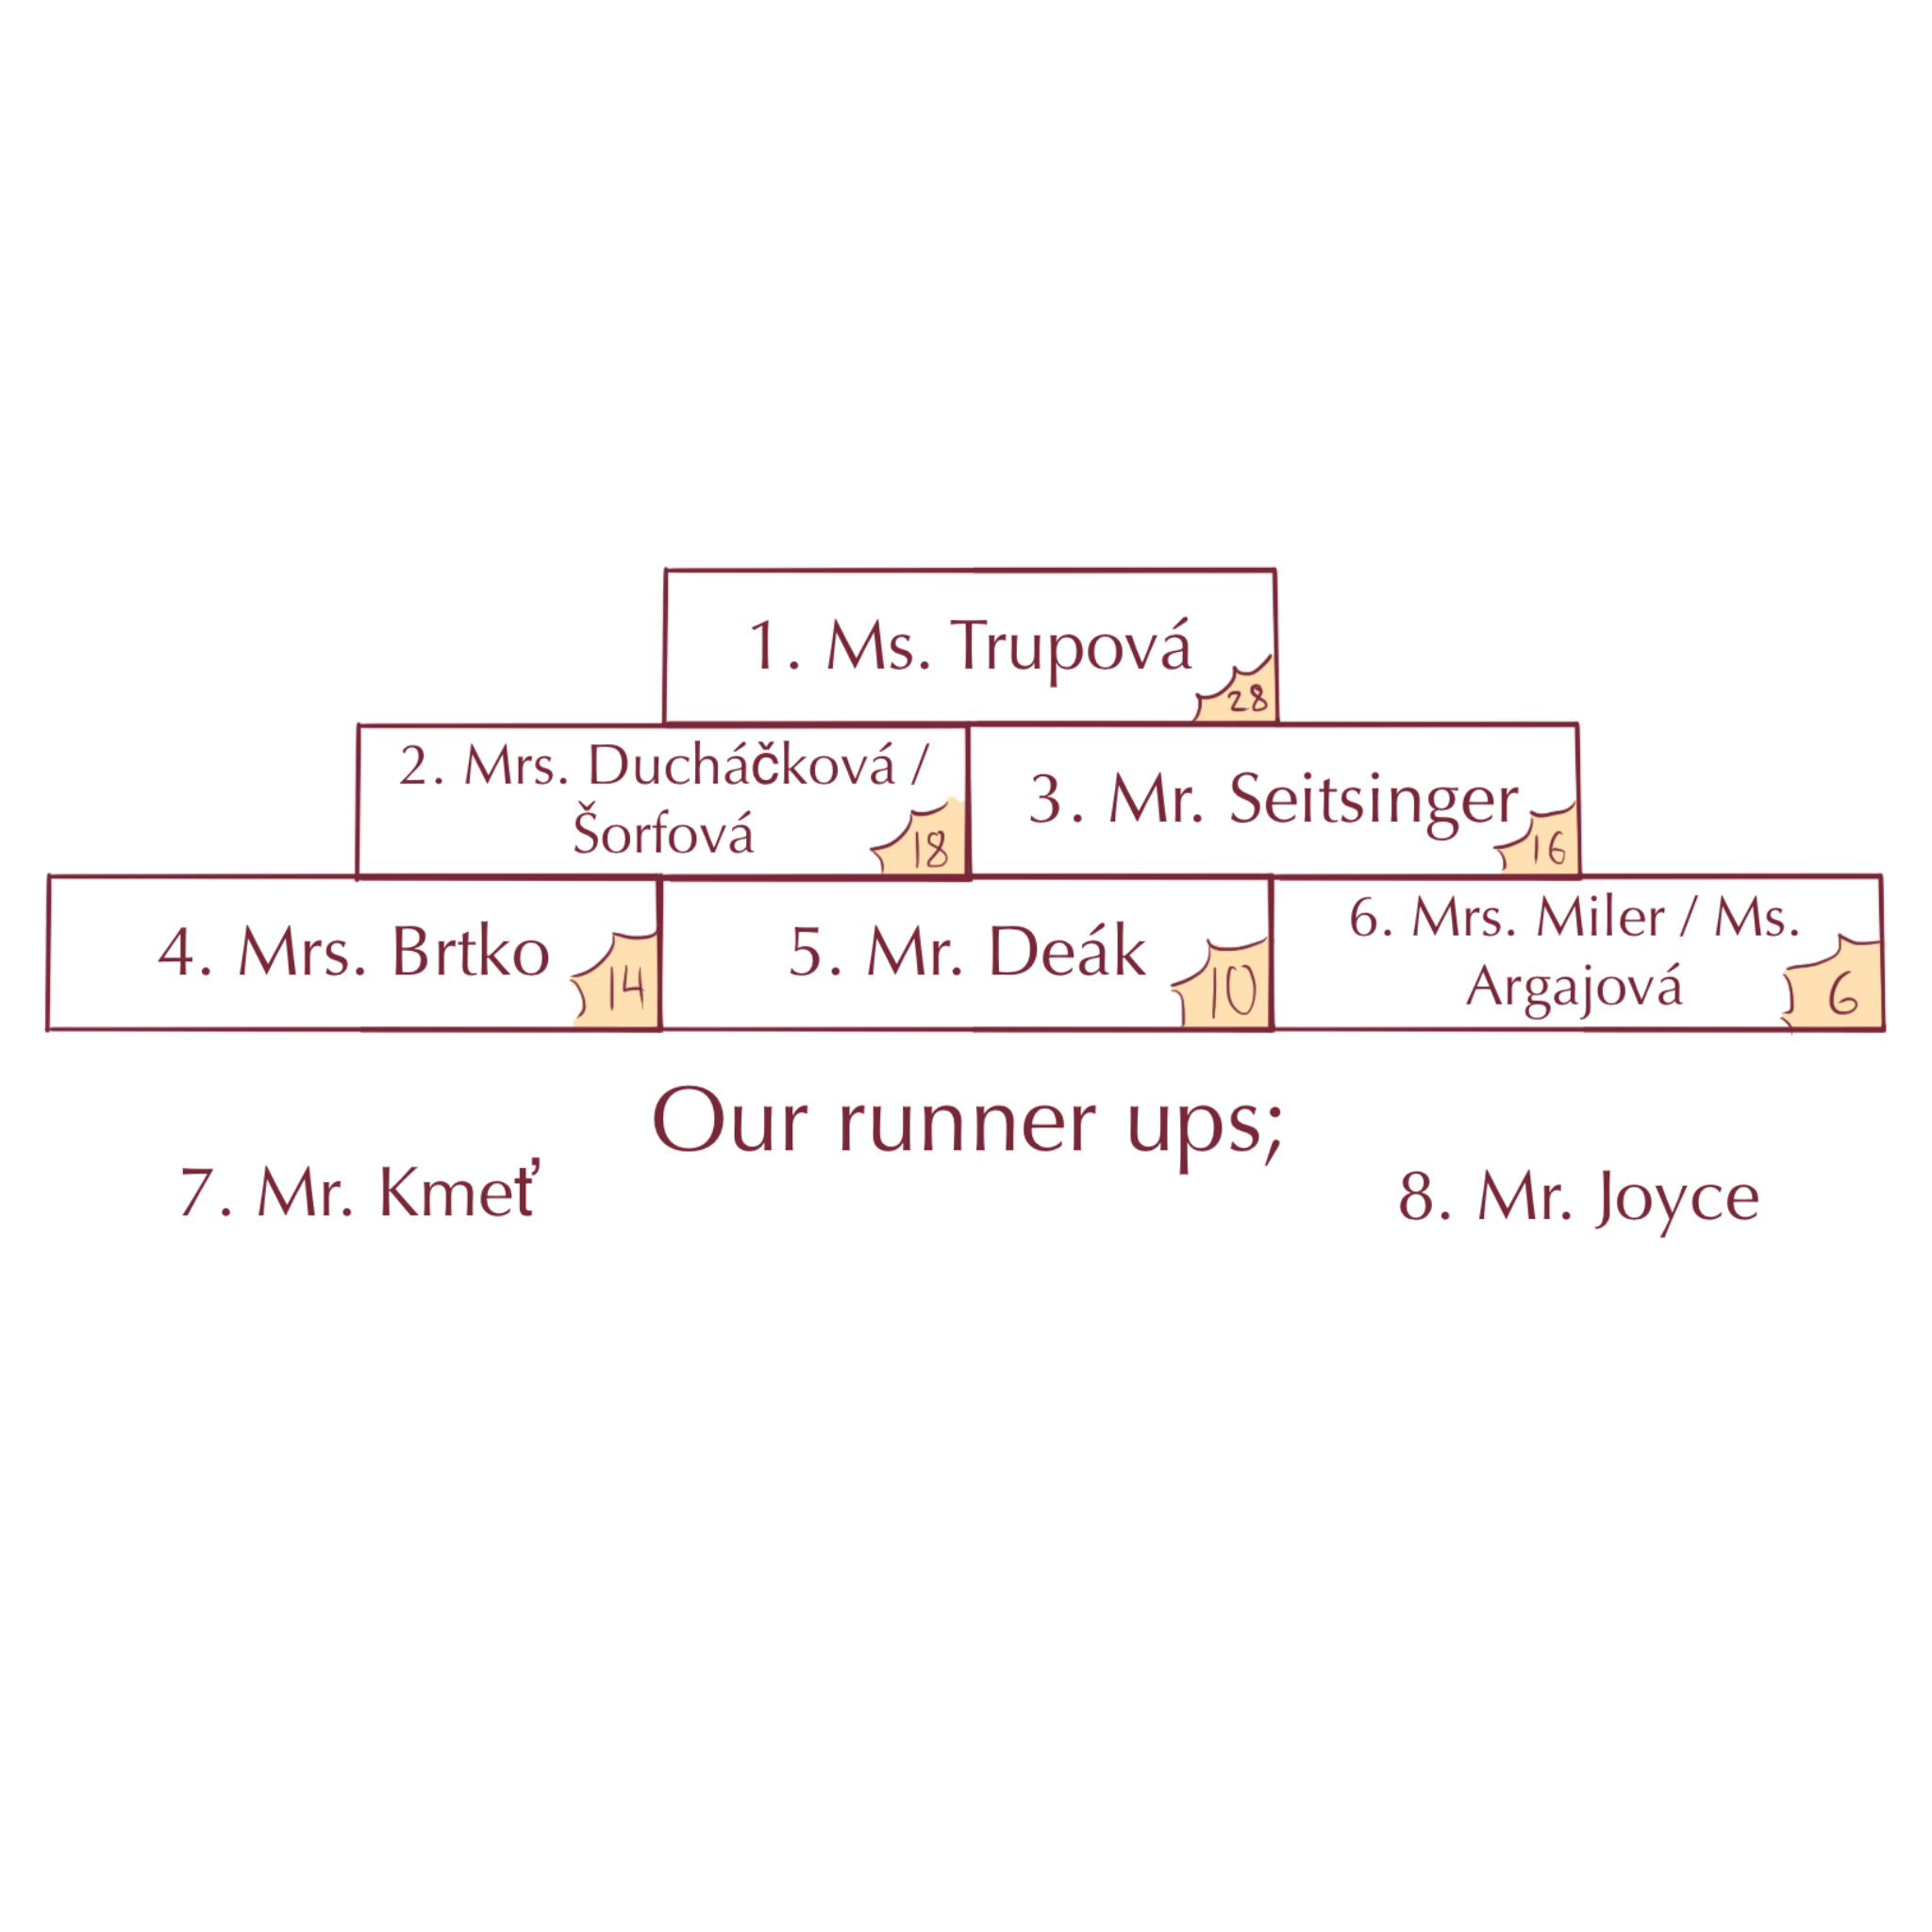 1. Ms. Trupová
28
2. Mrs. Ducháčková /
Šorfová
18
3. Mr. Seitsinger
16
4. Mrs. Brtko
14
5. Mr. Deák
10
6. Mrs. Miler / Ms.
Argajová
6
Our runner ups;
7. Mr. Kmeť
8. Mr. Joyce